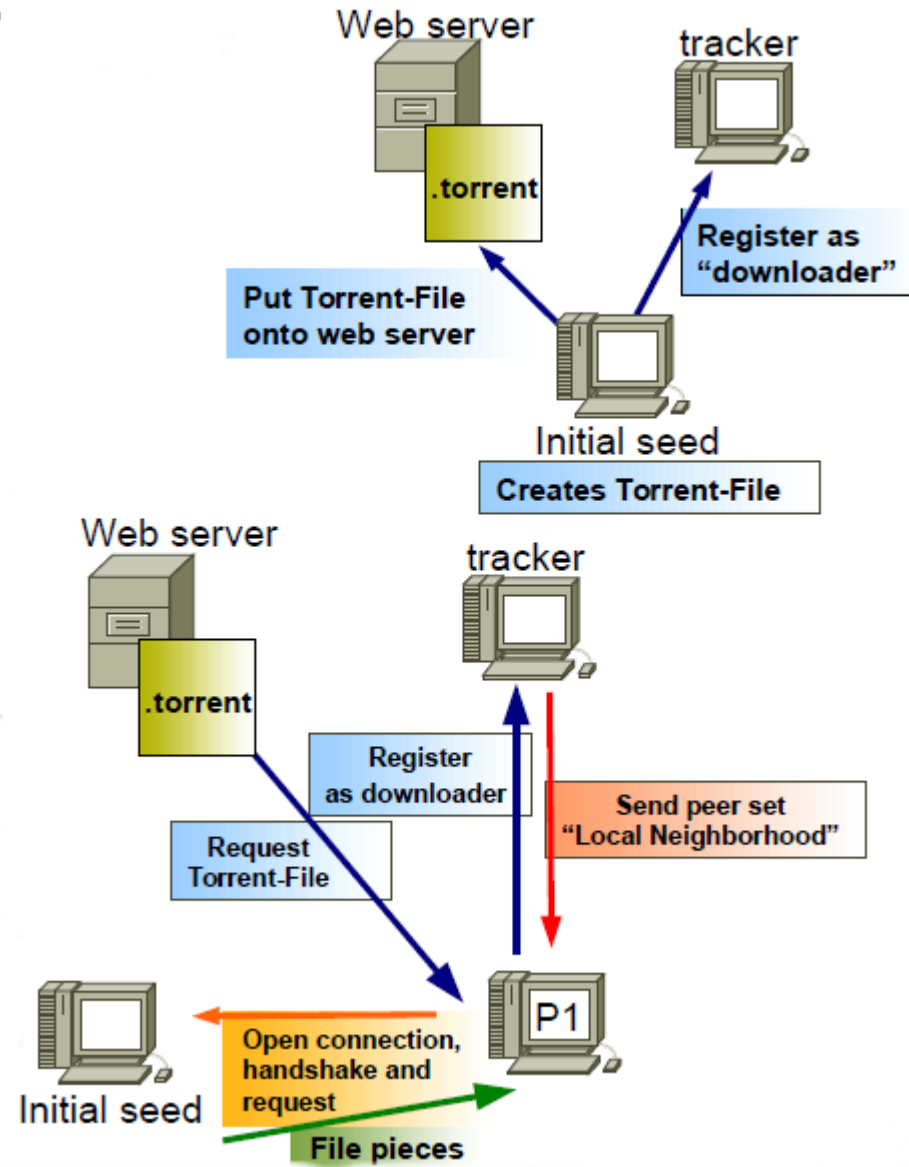 Web server
tracker
.torrent
Register as
“downloader”
Put Torrent-File
onto web server
Initial seed
Creates Torrent-File
Web server
tracker
.torrent
Register
as downloader
Send peer set
“Local Neighborhood”
Request
Torrent-File
P1
Open connection,
handshake and
request
Initial seed
File pieces